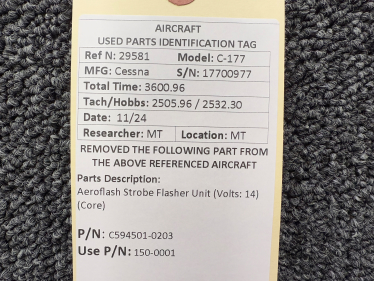 AIRCRAFT
USED PARTS IDENTIFICATION TAG
Ref N: 29581 Model: C-177
MFG: Cessna S/N: 17700977
Total Time: 3600.96
Tach/Hobbs: 2505.96 / 2532.30
Date: 11/24
Researcher: MT Location: MT
REMOVED THE FOLLOWING PART FROM
THE ABOVE REFERENCED AIRCRAFT
Parts Description:
Aeroflash Strobe Flasher Unit (Volts: 14)
(Core)
P/N: C594501-0203
Use P/N: 150-0001